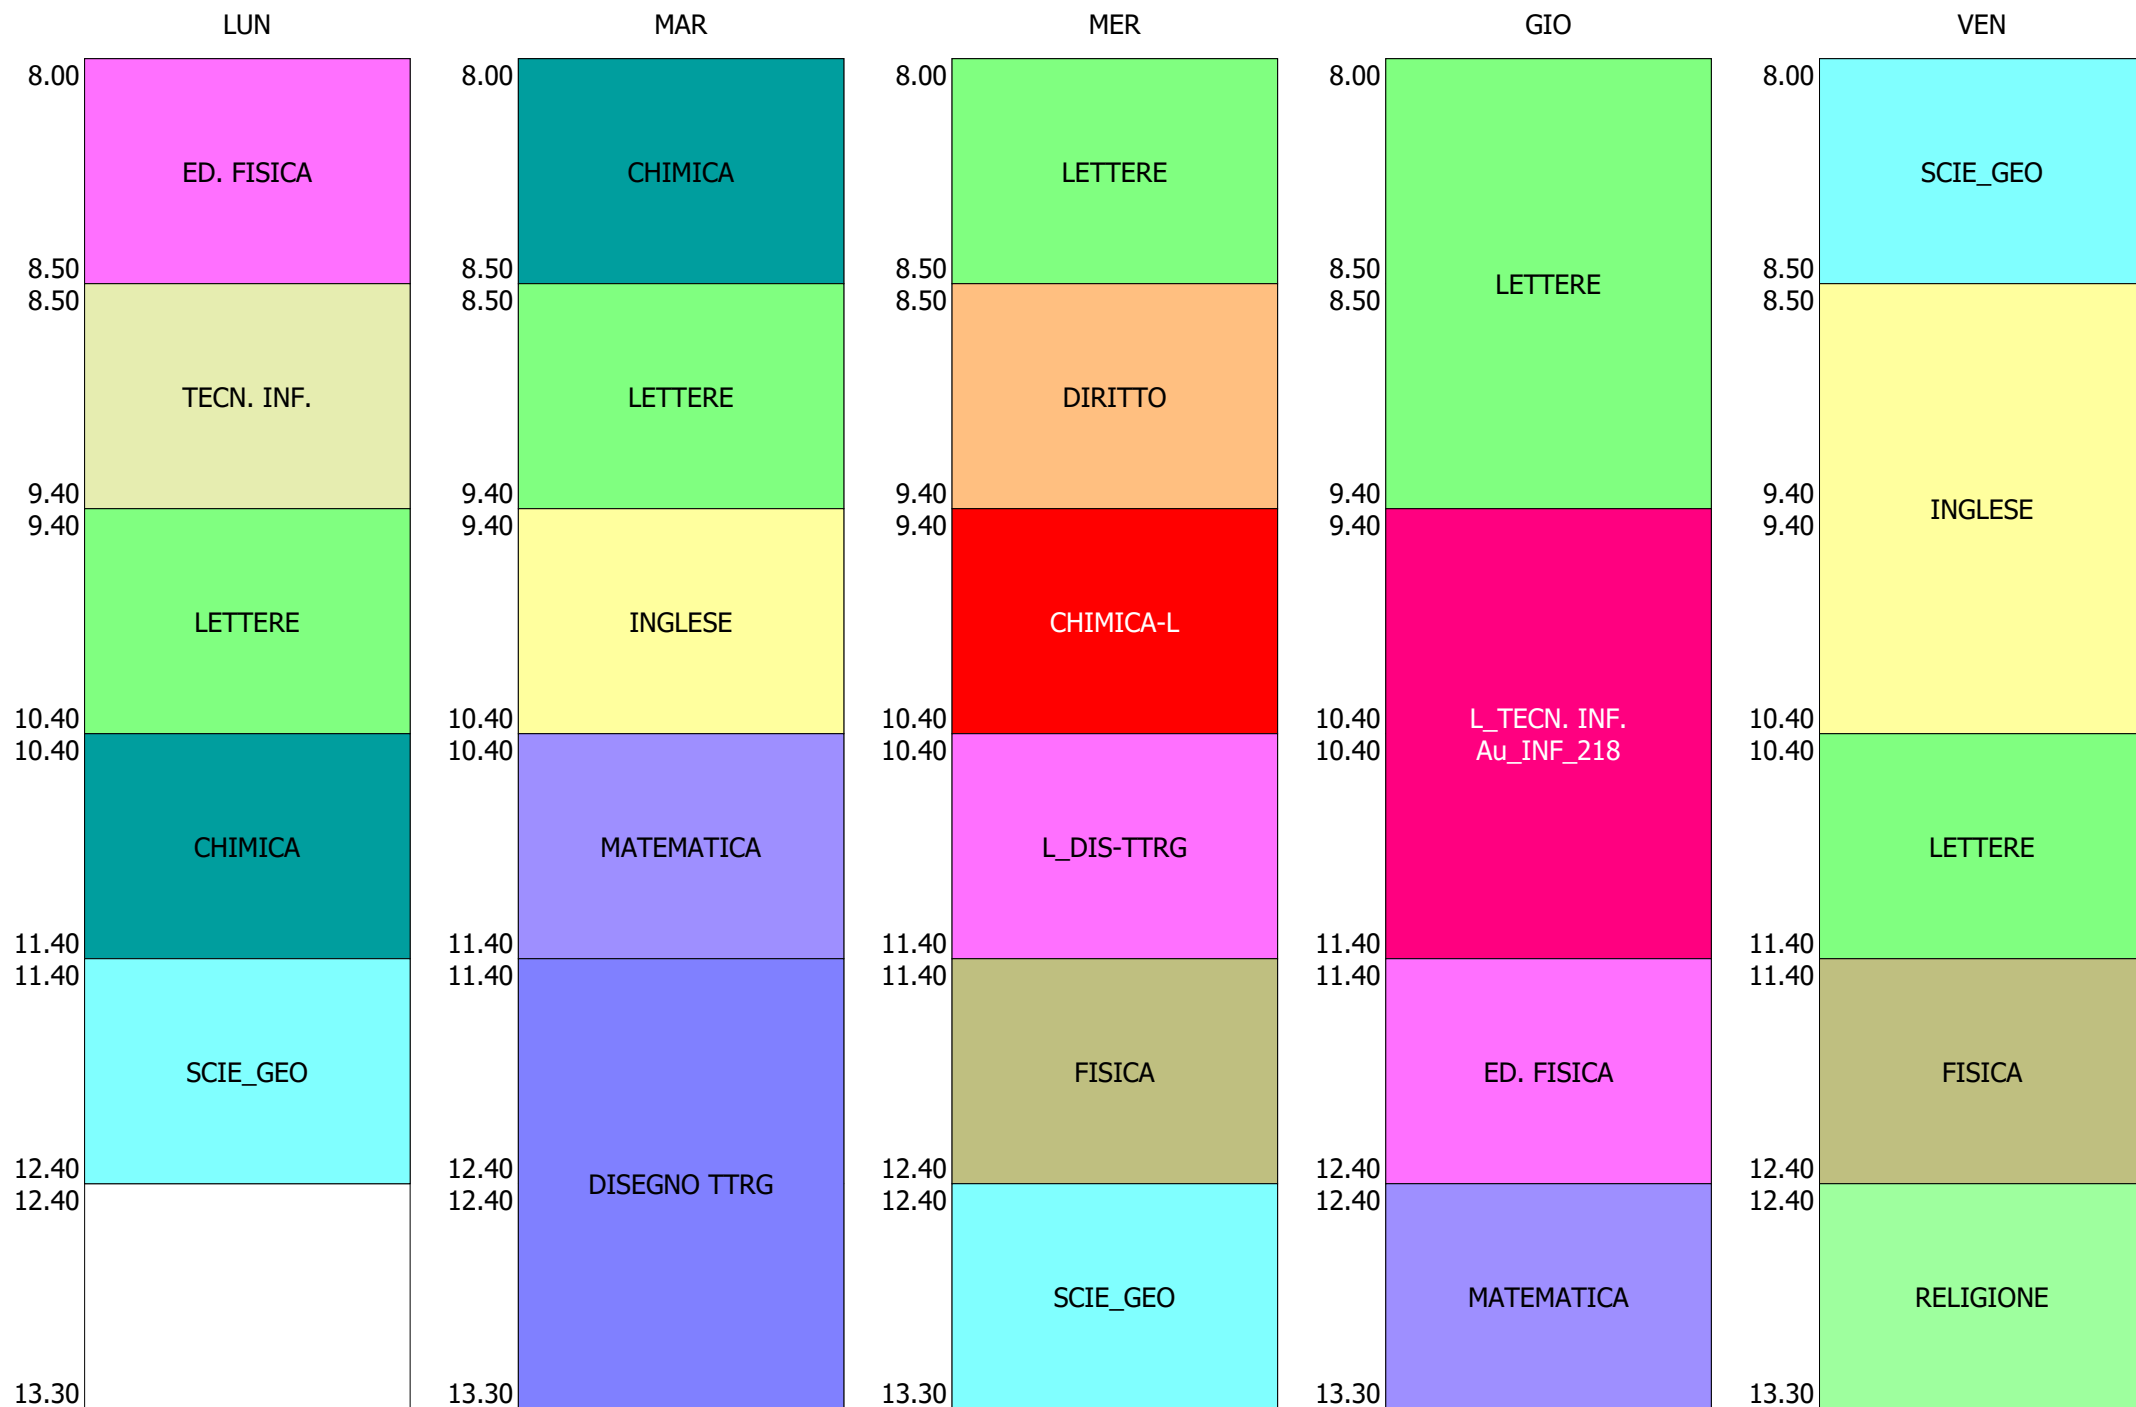 LUN
8.00
ED. FISICA
8.50
8.50
TECN. INF.
9.40
9.40
LETTERE
10.40
10.40
CHIMICA
11.40
11.40
SCIE_GEO
12.40
12.40
13.30
MAR
8.00
CHIMICA
8.50
8.50
LETTERE
9.40
9.40
INGLESE
10.40
10.40
MATEMATICA
11.40
11.40
DISEGNO TTRG
12.40
12.40
13.30
MER
8.00
LETTERE
8.50
8.50
DIRITTO
9.40
9.40
CHIMICA-L
10.40
10.40
L_DIS-TTRG
11.40
11.40
FISICA
12.40
12.40
SCIE_GEO
13.30
GIO
8.00
LETTERE
8.50
8.50
9.40
9.40
L_TECN. INF.
Au_INF_218
10.40
10.40
11.40
11.40
ED. FISICA
12.40
12.40
MATEMATICA
13.30
VEN
8.00
SCIE_GEO
8.50
8.50
INGLESE
9.40
9.40
10.40
10.40
LETTERE
11.40
11.40
FISICA
12.40
12.40
RELIGIONE
13.30